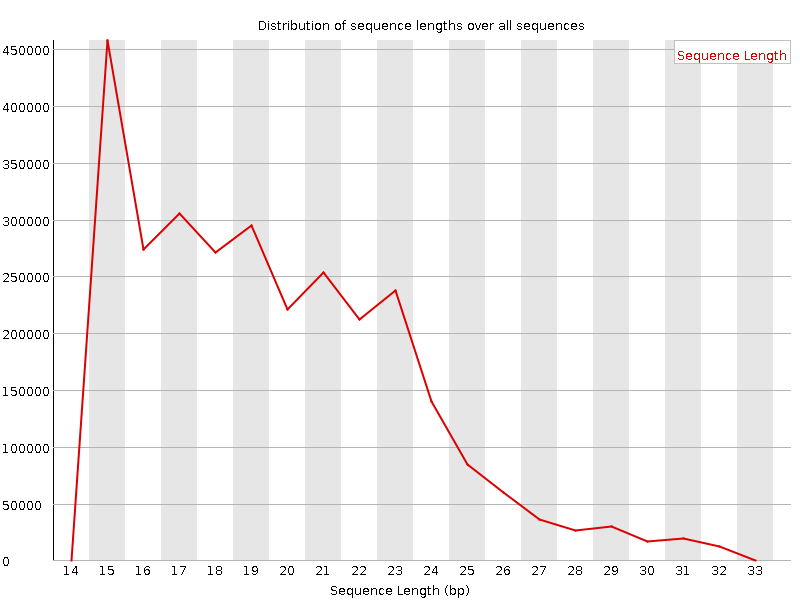 Distribution of sequence lengths over all sequences
Sequence Length
450000
400000
350000
300000
250000
200000
150000
100000
50000
0
14 15 16 17 18 19 20 21 22 23 24 25 26 27 28 29 30 31 32 33
Sequence Length (bp)